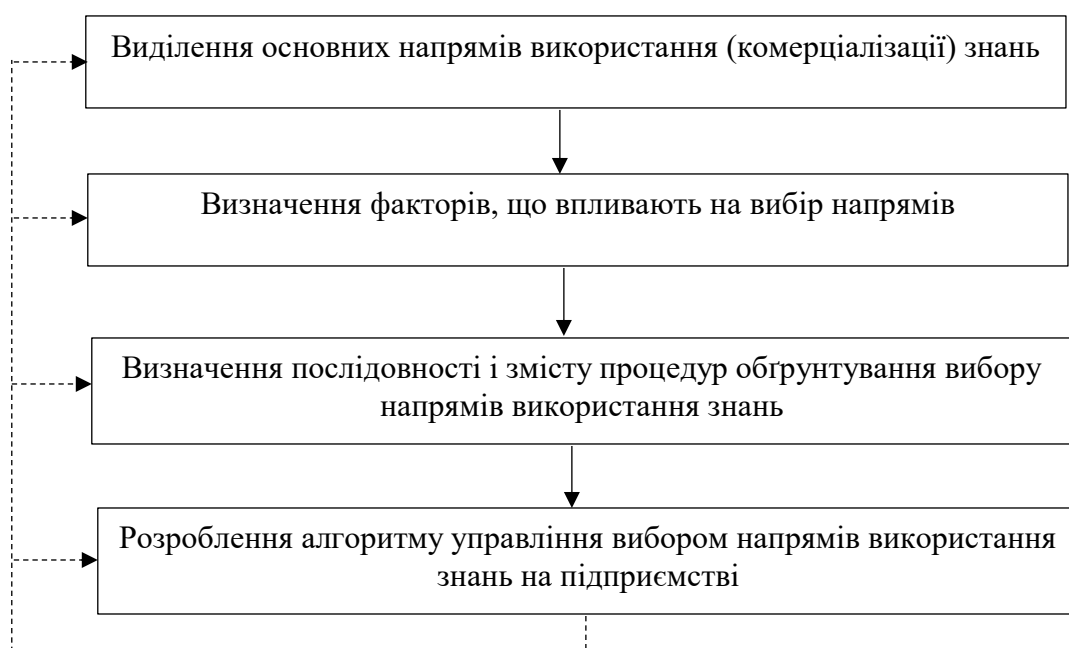 Виділення основних напрямів використання (комерціалізації) знань
Визначення факторів, що впливають на вибір напрямів
Визначення послідовності і змісту процедур обґрунтування вибору
напрямів використання знань
Розроблення алгоритму управління вибором напрямів використання
знань на підприємстві